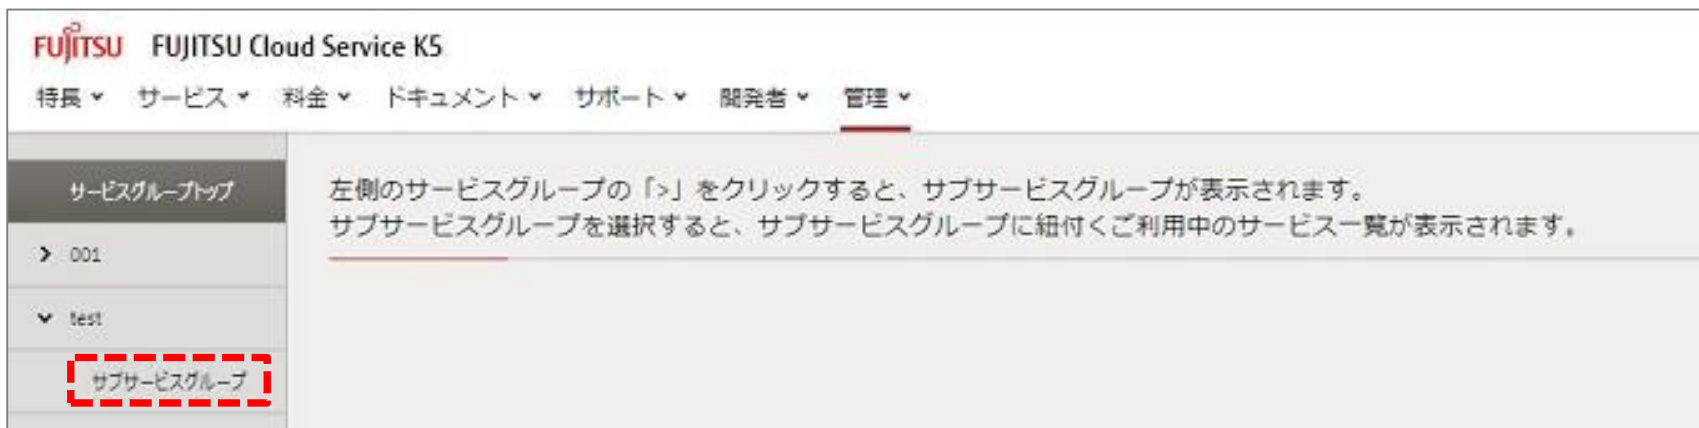 FUJITSU FUJITSU Cloud Service K5
特長 サービス 料金 ドキュメント サポート 開発者 管理
サービスグループトップ
左側のサービスグループの「>」をクリックすると、サブサービスグループが表示されます。
サブサービスグループを選択すると、サブサービスグループに紐付くご利用中のサービス一覧が表示されます。
001
test
サブサービスグループ